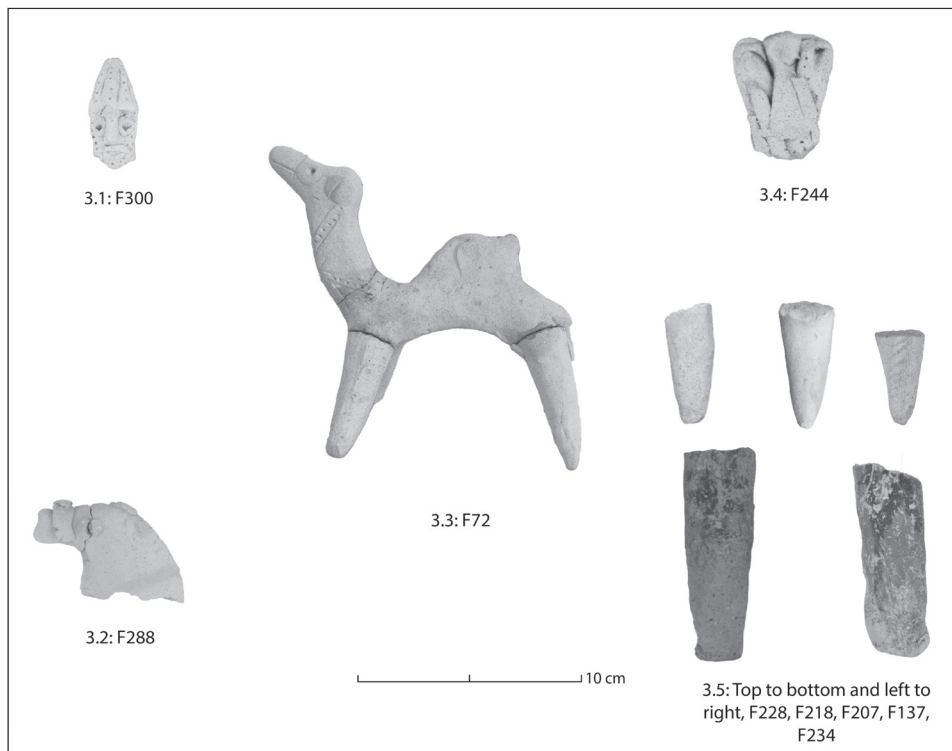 3.1: F300
3.4: F244
3.3: F72
3.2: F288
10 cm
3.5: Top to bottom and left to
right, F228, F218, F207, F137,
F234